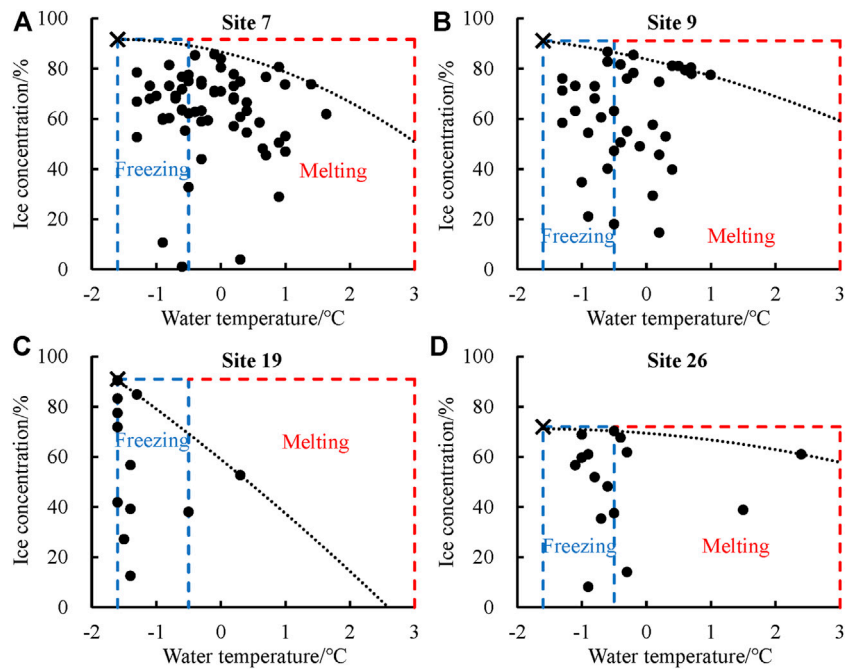 A
Site 7
100
80
60
40
20
0
Ice concentration/%
Freezing
Melting
-2
-1
0
1
2
3
Water temperature/°C
B
Site 9
100
80
60
40
20
0
Ice concentration/%
Freezing
Melting
-2
-1
0
1
2
3
Water temperature/°C
C
Site 19
100
80
60
40
20
0
Ice concentration/%
Freezing
Melting
-2
-1
0
1
2
3
Water temperature/°C
D
Site 26
100
80
60
40
20
0
Ice concentration/%
Freezing
Melting
-2
-1
0
1
2
3
Water temperature/°C